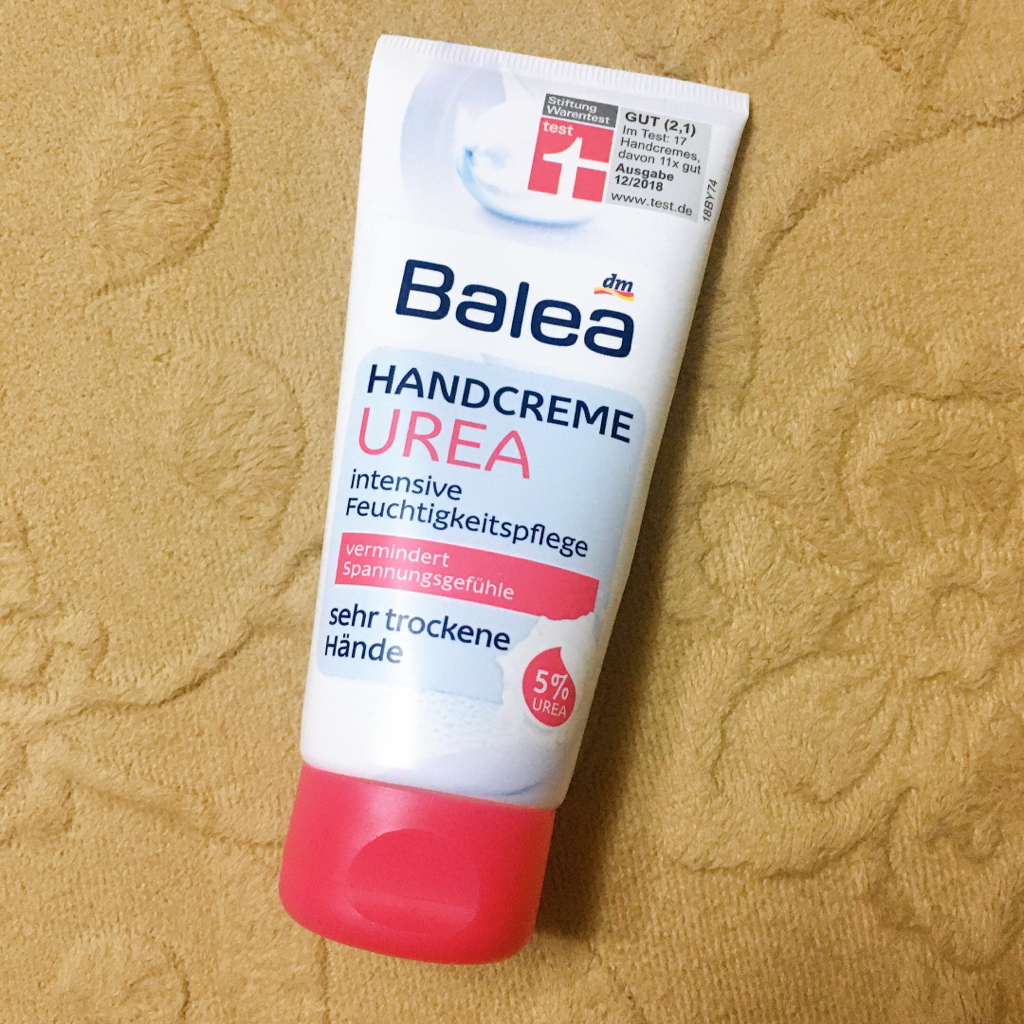 Stiftung
Warentest
test
GUT (2,1)
Im Test: 17
Handcremes,
davon 11x gut
Ausgabe
12/2018
www.test.de
18BY74
dm
Balea
HANDCREME
UREA
intensive
Feuchtigkeitspflege
vermindert
Spannungsgefühle
sehr trockene
Hände
5%
UREA